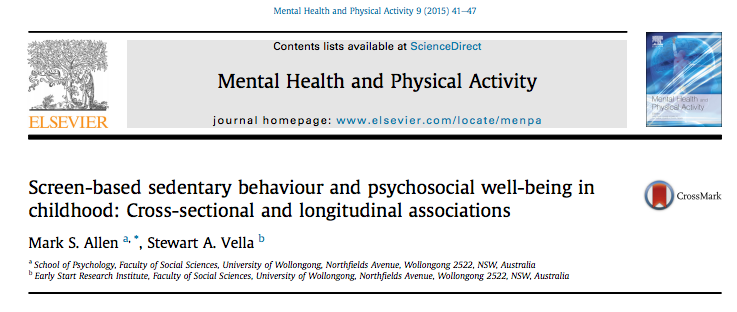 Mental Health and Physical Activity 9 (2015) 41–47
Contents lists available at ScienceDirect
Mental Health and Physical Activity
journal homepage: www.elsevier.com/locate/menpa
ELSEVIER
Mental Health and
Physical Activity
Screen-based sedentary behaviour and psychosocial well-being in
childhood: Cross-sectional and longitudinal associations
CrossMark
Mark S. Allen a, *, Stewart A. Vella b
a School of Psychology, Faculty of Social Sciences, University of Wollongong, Northfields Avenue, Wollongong 2522, NSW, Australia
b Early Start Research Institute, Faculty of Social Sciences, University of Wollongong, Northfields Avenue, Wollongong 2522, NSW, Australia